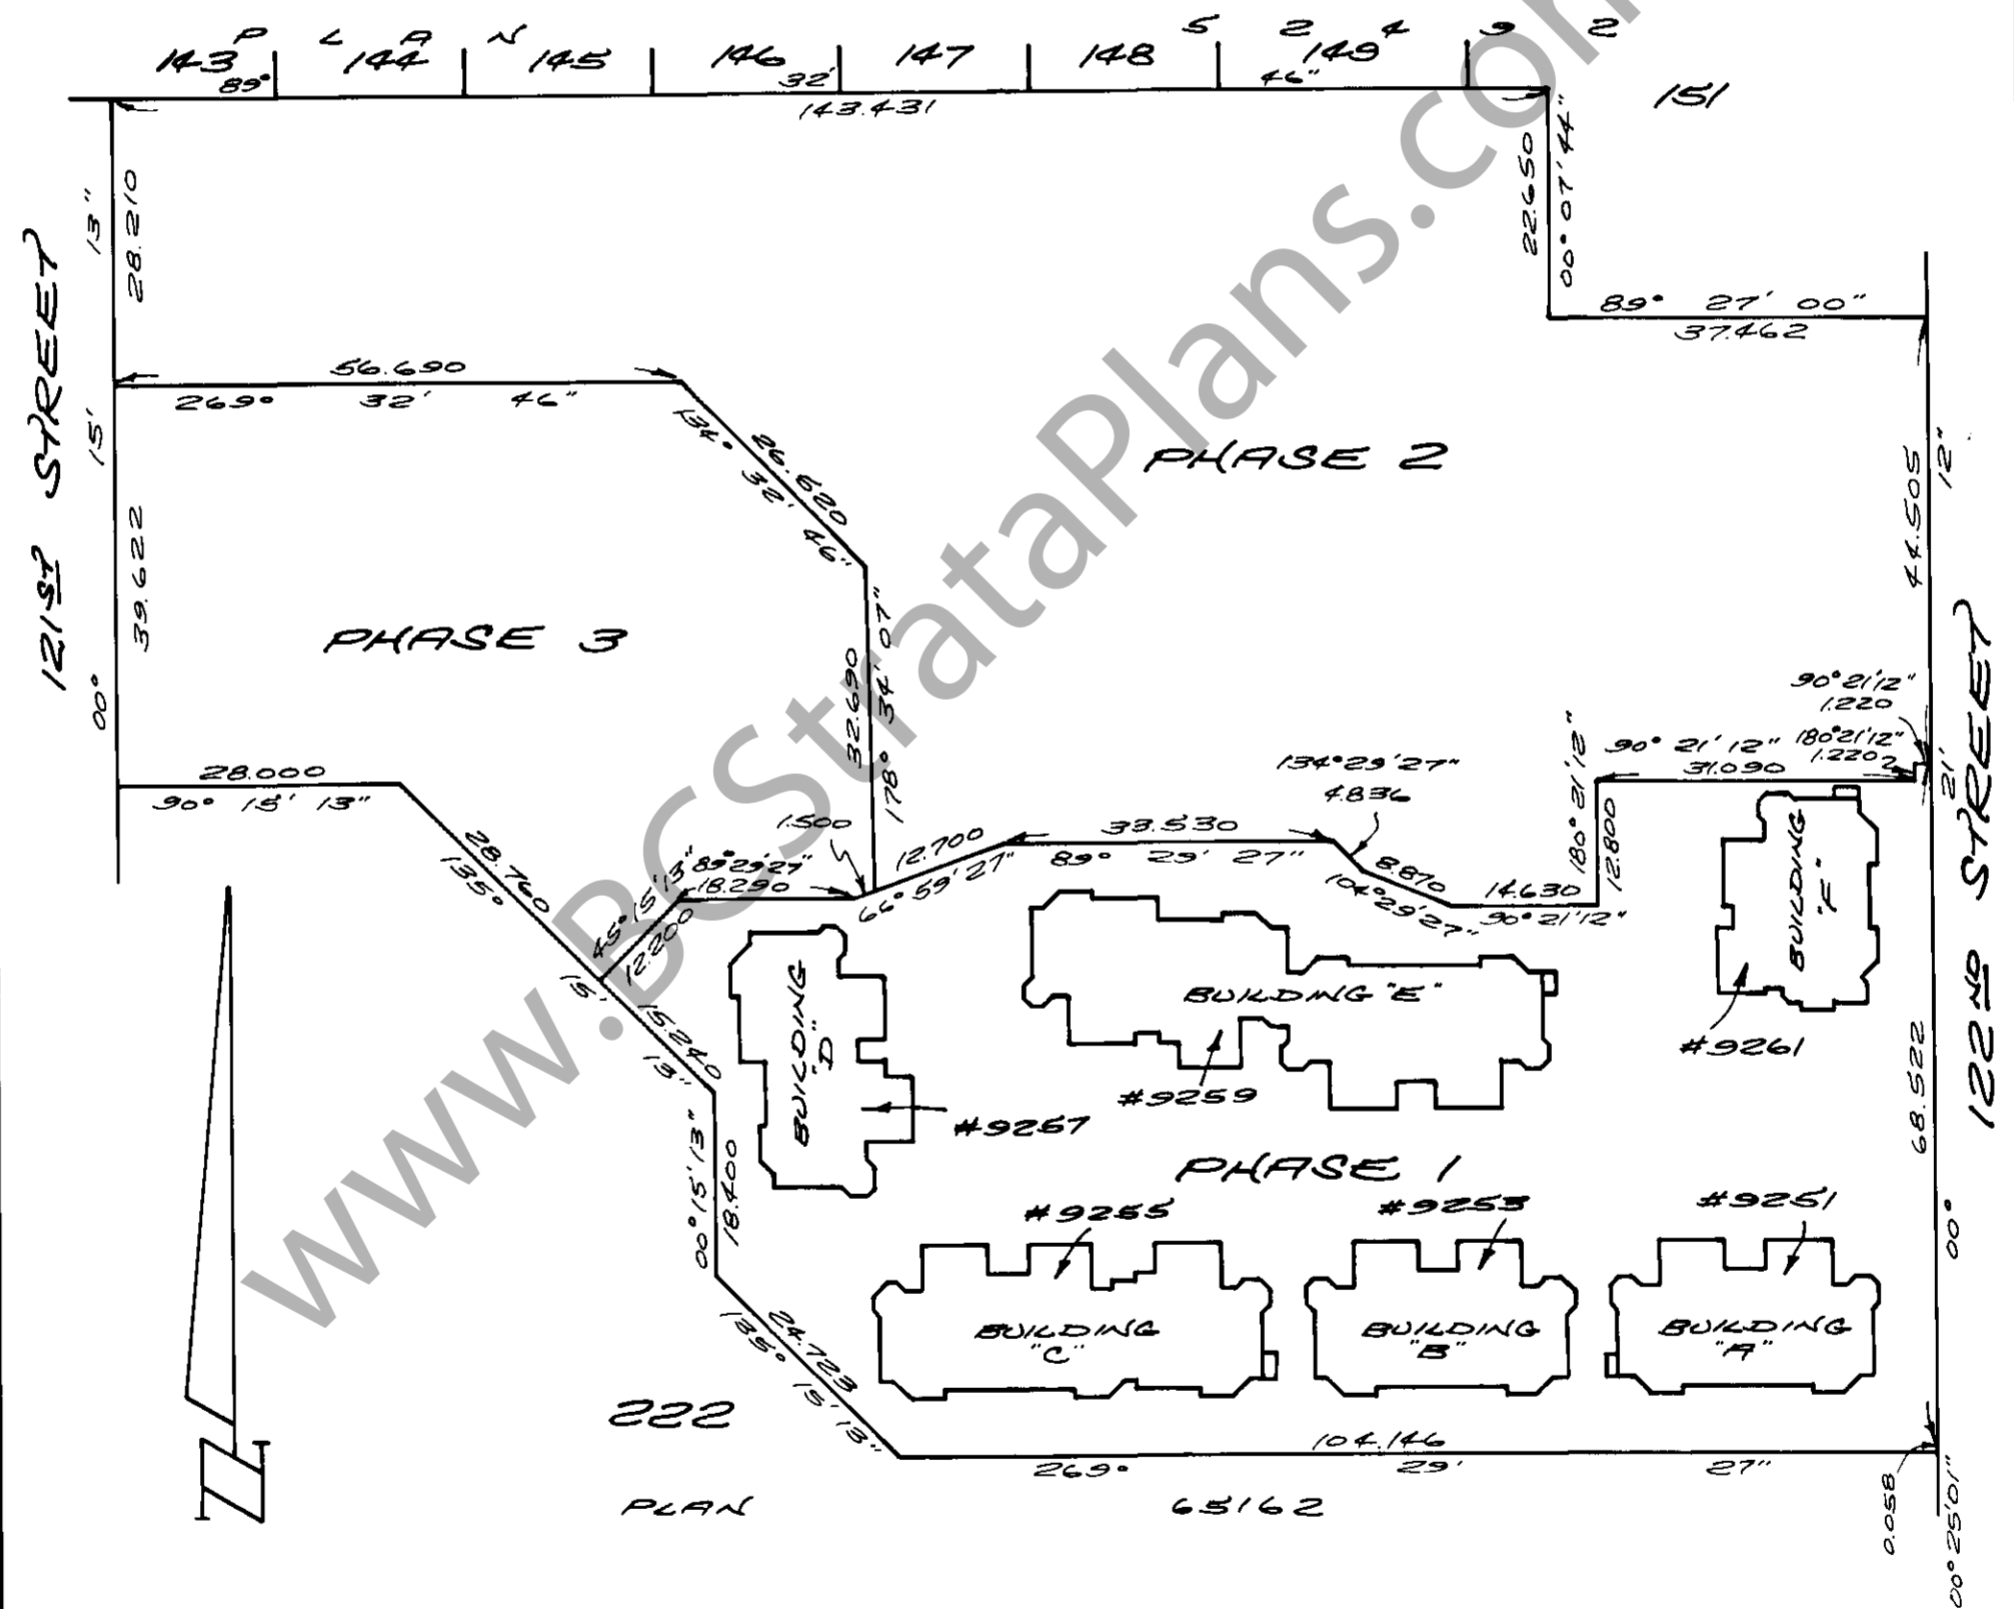 PLAN 52492
143 144 145 146 147 148 149
151
89° 32' 46"
143.431
22.650
00° 07' 44"
89° 27' 00"
37.462
13"
28.210
121ST STREET
15'
56.690
269° 32' 46"
134° 32' 46"
PHASE 2
44.505
12"
39.622
PHASE 3
00°
32.690
178° 34' 07"
122ND STREET
90°21'12"
1.220
180°21'12"
1.220
90° 21' 12"
31.090
21'
180° 21' 12"
12.800
134°29'27"
4.836
28.000
90° 15' 13"
1.500
12.700
66° 59' 27"
33.530
89° 29' 27"
8.870
104°29'27"
14.630
90°21'12"
28.760
135°
45° 15' 13"
12.200
89°29'27"
18.290
15'
15.240
13"
BUILDING
"D"
#9257
BUILDING "E"
#9259
BUILDING
"F"
#9261
68.522
PHASE 1
00° 15' 13"
18.400
#9255
#9253
#9251
00°
BUILDING
"C"
BUILDING
"B"
BUILDING
"A"
24.723
135° 15' 13"
222
104.146
269° 29' 27"
PLAN 65162
0.058
00° 25' 01"
N
www.BCStrataPlans.com